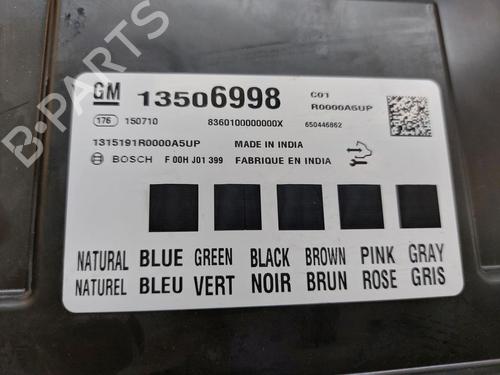 GM 13506998 C01
R0000A5UP
176 150710 8360100000000X 650446862
1315191R0000A5UP MADE IN INDIA
BOSCH F 00H J01 399 FABRIQUE EN INDIA
NATURAL BLUE GREEN BLACK BROWN PINK GRAY
NATUREL BLEU VERT NOIR BRUN ROSE GRIS
B-PARTS